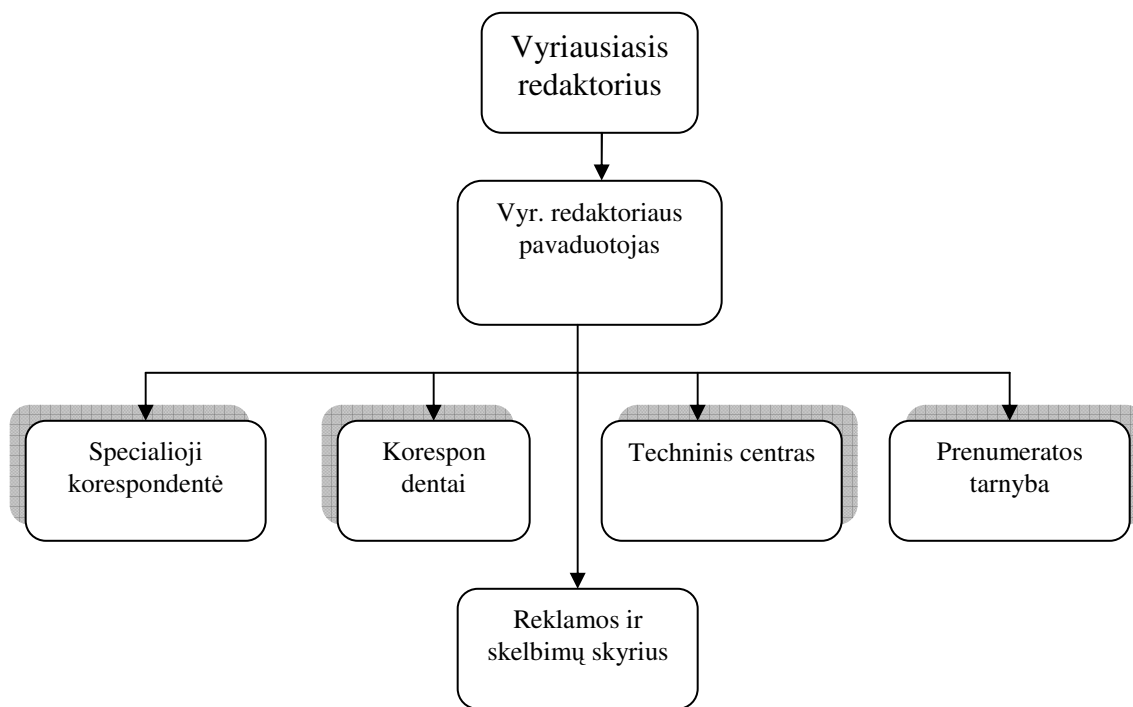 Vyriausiasis
redaktorius
Vyr. redaktoriaus
pavaduotojas
Specialioji
korespondentė
Korespon
dentai
Techninis centras
Prenumeratos
tarnyba
Reklamos ir
skelbimų skyrius